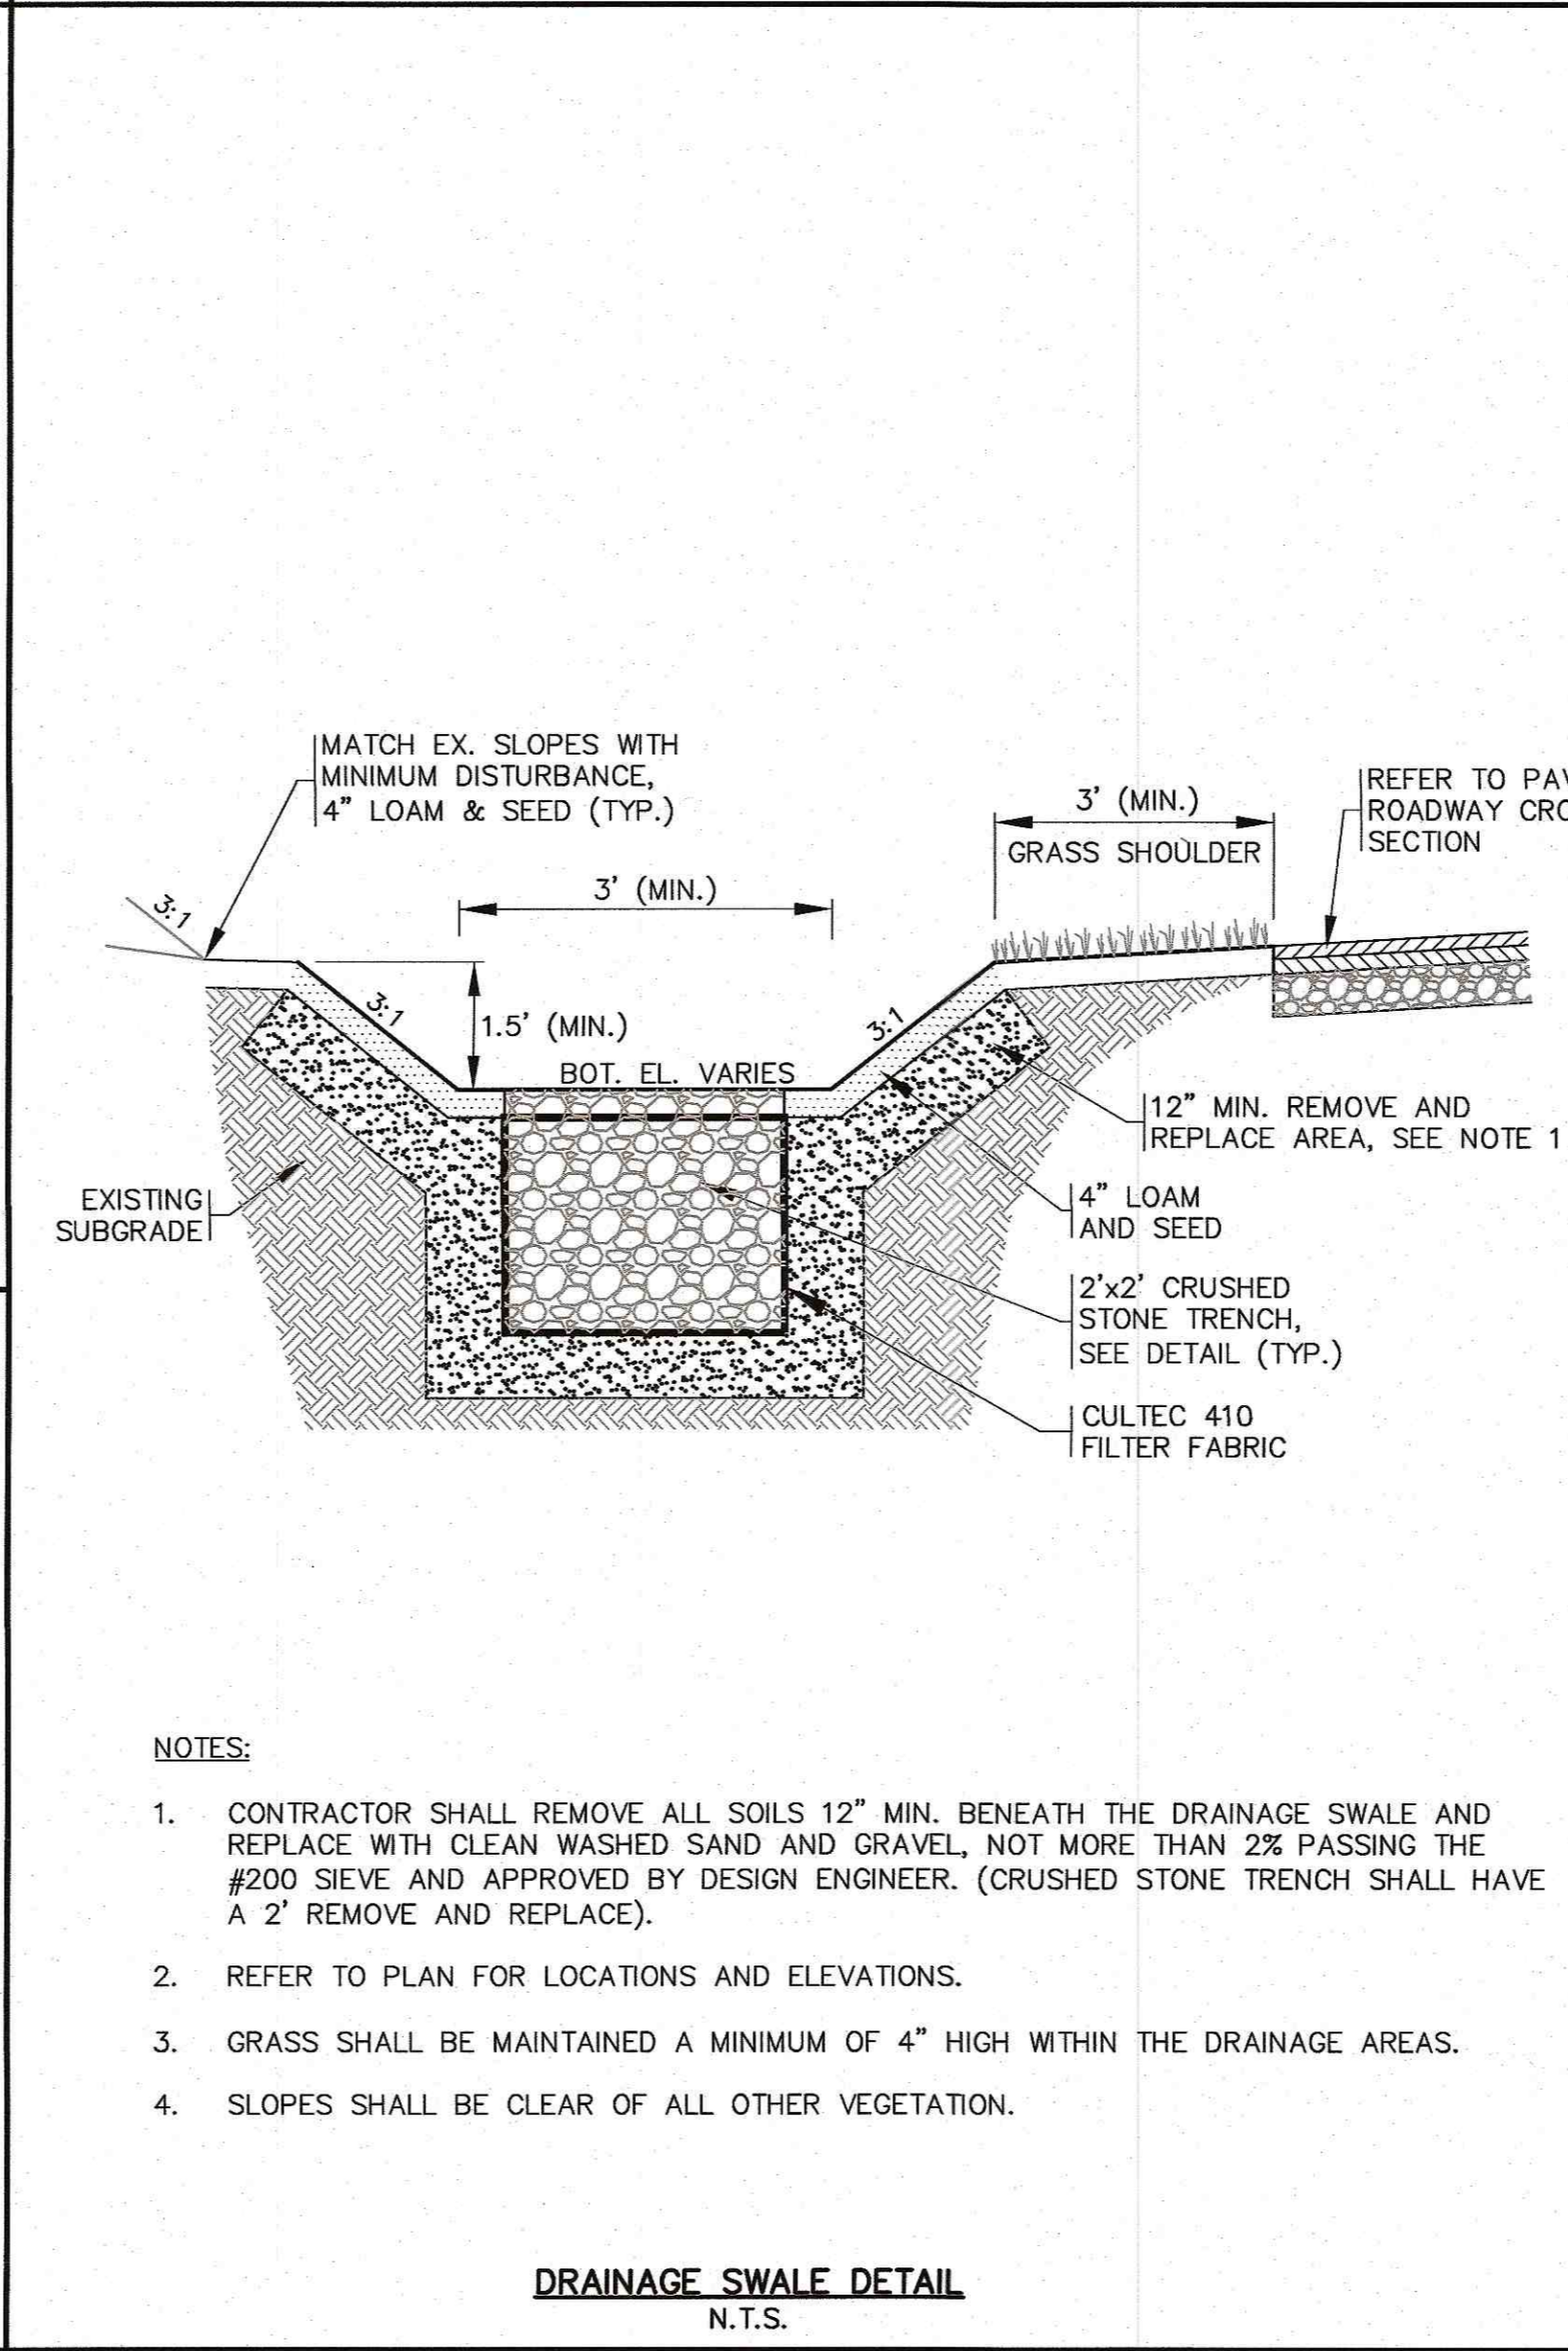 MATCH EX. SLOPES WITH
MINIMUM DISTURBANCE,
4" LOAM & SEED (TYP.)
3' (MIN.)
GRASS SHOULDER
REFER TO PAV
ROADWAY CRO
SECTION
3:1
3' (MIN.)
3:1
1.5' (MIN.)
3:1
BOT. EL. VARIES
12" MIN. REMOVE AND
REPLACE AREA, SEE NOTE 1
EXISTING
SUBGRADE
4" LOAM
AND SEED
2'x2' CRUSHED
STONE TRENCH,
SEE DETAIL (TYP.)
CULTEC 410
FILTER FABRIC
NOTES:
1. CONTRACTOR SHALL REMOVE ALL SOILS 12" MIN. BENEATH THE DRAINAGE SWALE AND
REPLACE WITH CLEAN WASHED SAND AND GRAVEL, NOT MORE THAN 2% PASSING THE
#200 SIEVE AND APPROVED BY DESIGN ENGINEER. (CRUSHED STONE TRENCH SHALL HAVE
A 2' REMOVE AND REPLACE).
2. REFER TO PLAN FOR LOCATIONS AND ELEVATIONS.
3. GRASS SHALL BE MAINTAINED A MINIMUM OF 4" HIGH WITHIN THE DRAINAGE AREAS.
4. SLOPES SHALL BE CLEAR OF ALL OTHER VEGETATION.
DRAINAGE SWALE DETAIL
N.T.S.